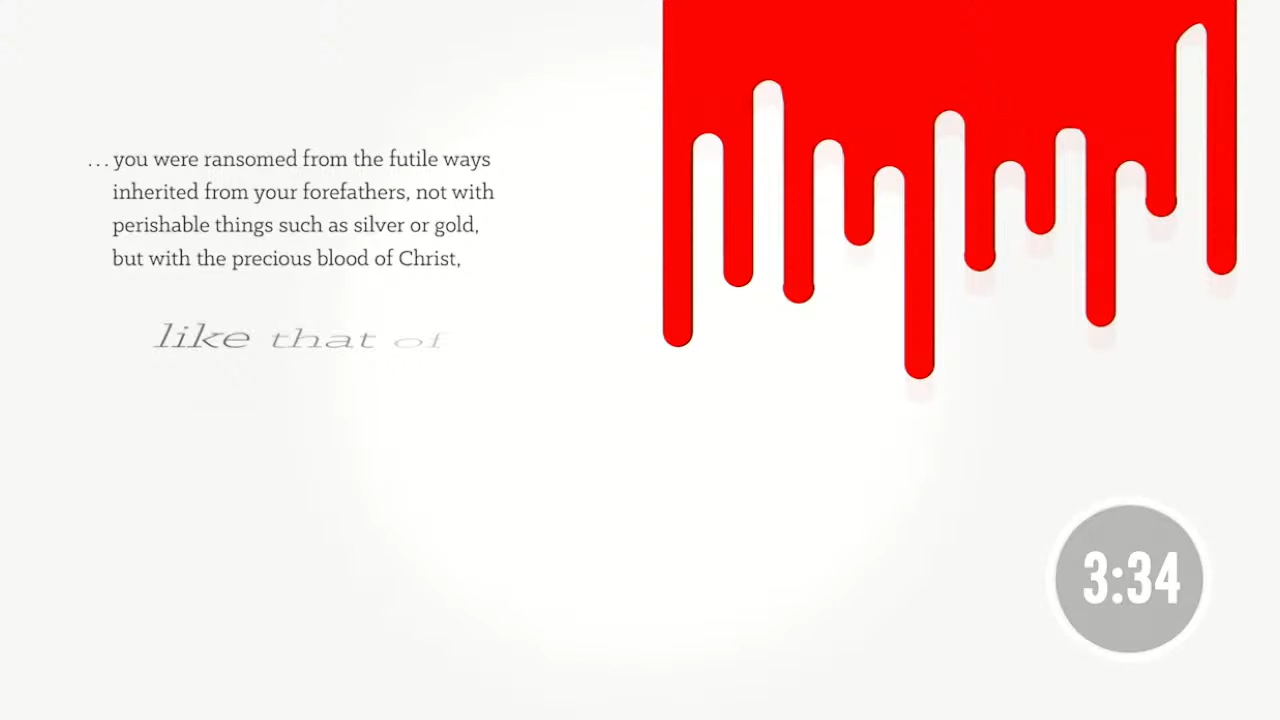 ... you were ransomed from the futile ways
inherited from your forefathers, not with
perishable things such as silver or gold,
but with the precious blood of Christ,
like that of
3:34